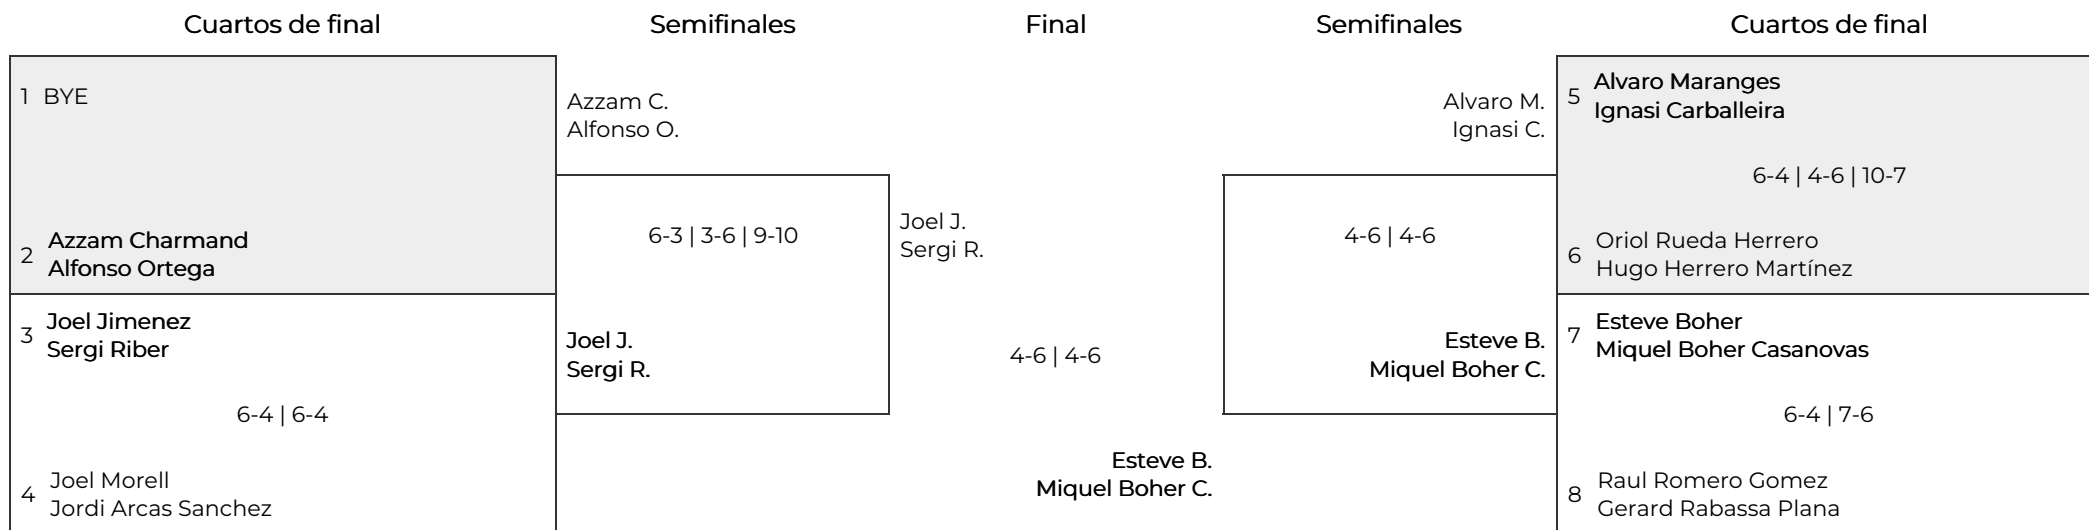 Cuartos de final
Semifinales
Final
Semifinales
Cuartos de final
1 BYE
2 Azzam Charmand
Alfonso Ortega
3 Joel Jimenez
Sergi Riber
6-4 | 6-4
4 Joel Morell
Jordi Arcas Sanchez
Azzam C.
Alfonso O.
6-3 | 3-6 | 9-10
Joel J.
Sergi R.
Joel J.
Sergi R.
4-6 | 4-6
Esteve B.
Miquel Boher C.
Alvaro M.
Ignasi C.
4-6 | 4-6
Esteve B.
Miquel Boher C.
5 Alvaro Maranges
Ignasi Carballeira
6-4 | 4-6 | 10-7
6 Oriol Rueda Herrero
Hugo Herrero Martínez
7 Esteve Boher
Miquel Boher Casanovas
6-4 | 7-6
8 Raul Romero Gomez
Gerard Rabassa Plana